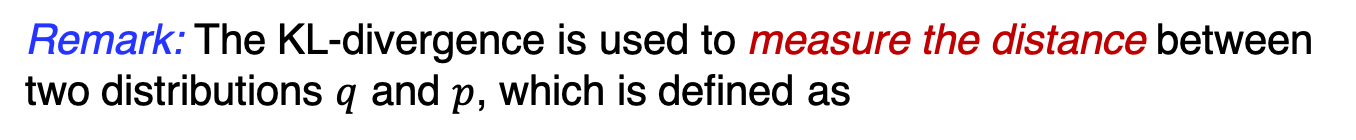 Remark: The KL-divergence is used to measure the distance between
two distributions q and p, which is defined as